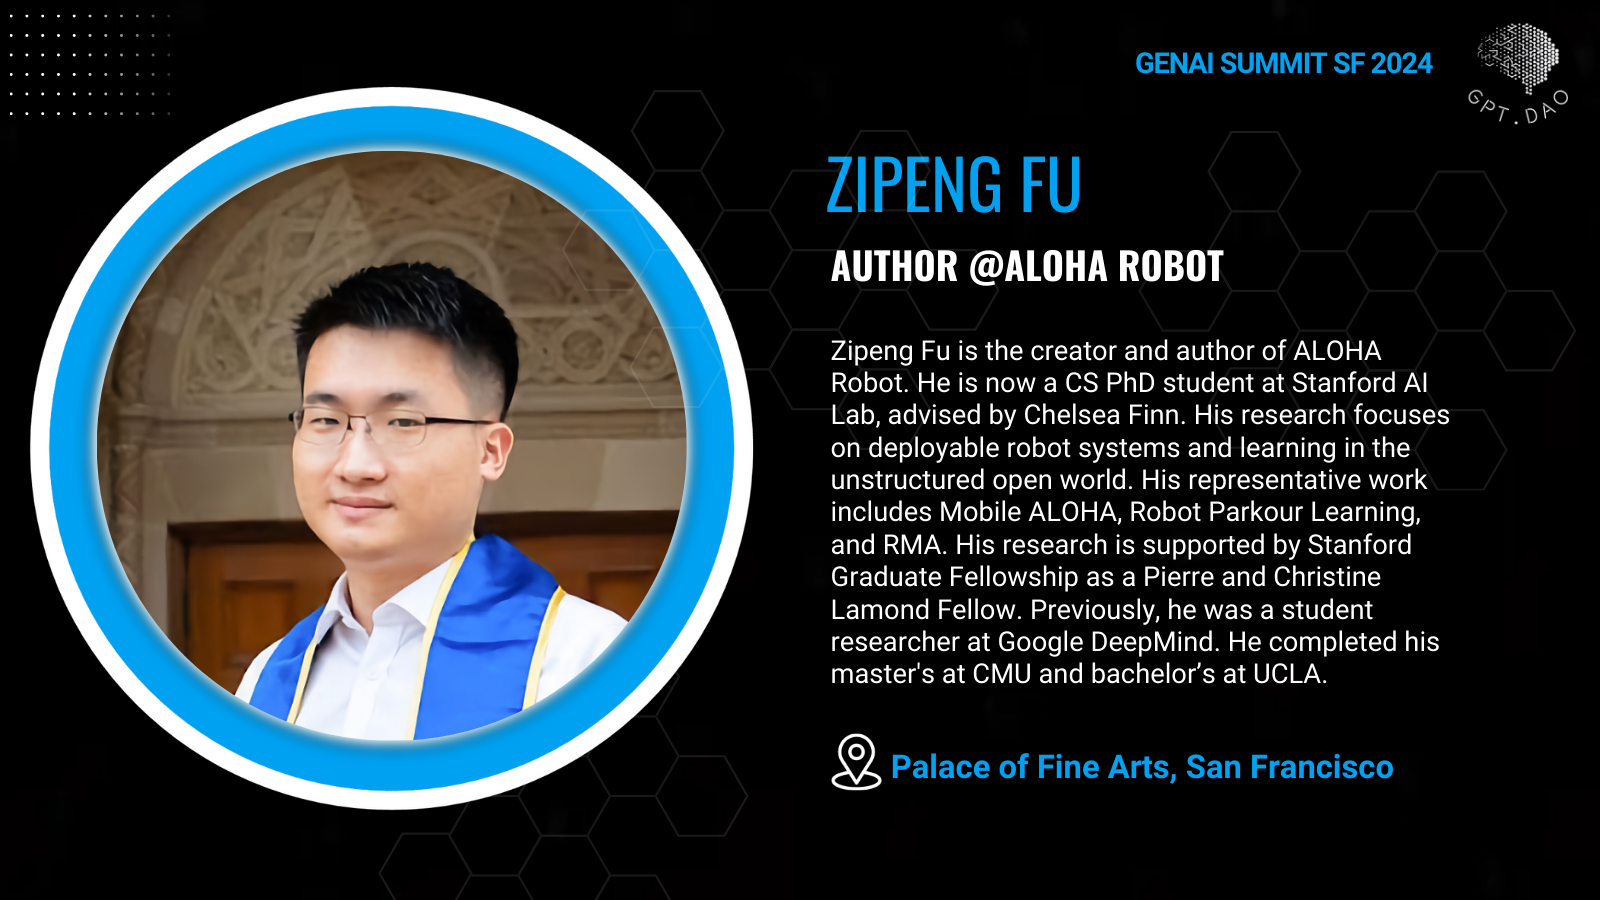 GENAI SUMMIT SF 2024
GPT.DAO
ZIPENG FU
AUTHOR @ALOHA ROBOT
Zipeng Fu is the creator and author of ALOHA
Robot. He is now a CS PhD student at Stanford AI
Lab, advised by Chelsea Finn. His research focuses
on deployable robot systems and learning in the
unstructured open world. His representative work
includes Mobile ALOHA, Robot Parkour Learning,
and RMA. His research is supported by Stanford
Graduate Fellowship as a Pierre and Christine
Lamond Fellow. Previously, he was a student
researcher at Google DeepMind. He completed his
master's at CMU and bachelor’s at UCLA.
Palace of Fine Arts, San Francisco